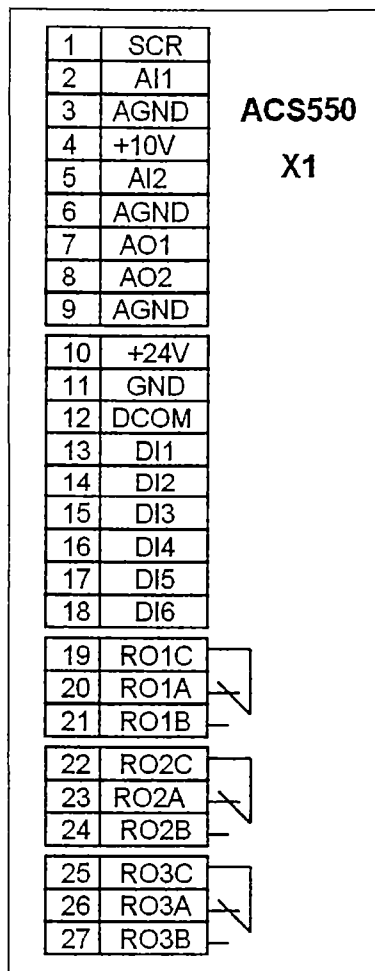 1 SCR
2 AI1
3 AGND
4 +10V
5 AI2
6 AGND
7 AO1
8 AO2
9 AGND
10 +24V
11 GND
12 DCOM
13 DI1
14 DI2
15 DI3
16 DI4
17 DI5
18 DI6
19 RO1C
20 RO1A
21 RO1B
22 RO2C
23 RO2A
24 RO2B
25 RO3C
26 RO3A
27 RO3B
ACS550
X1